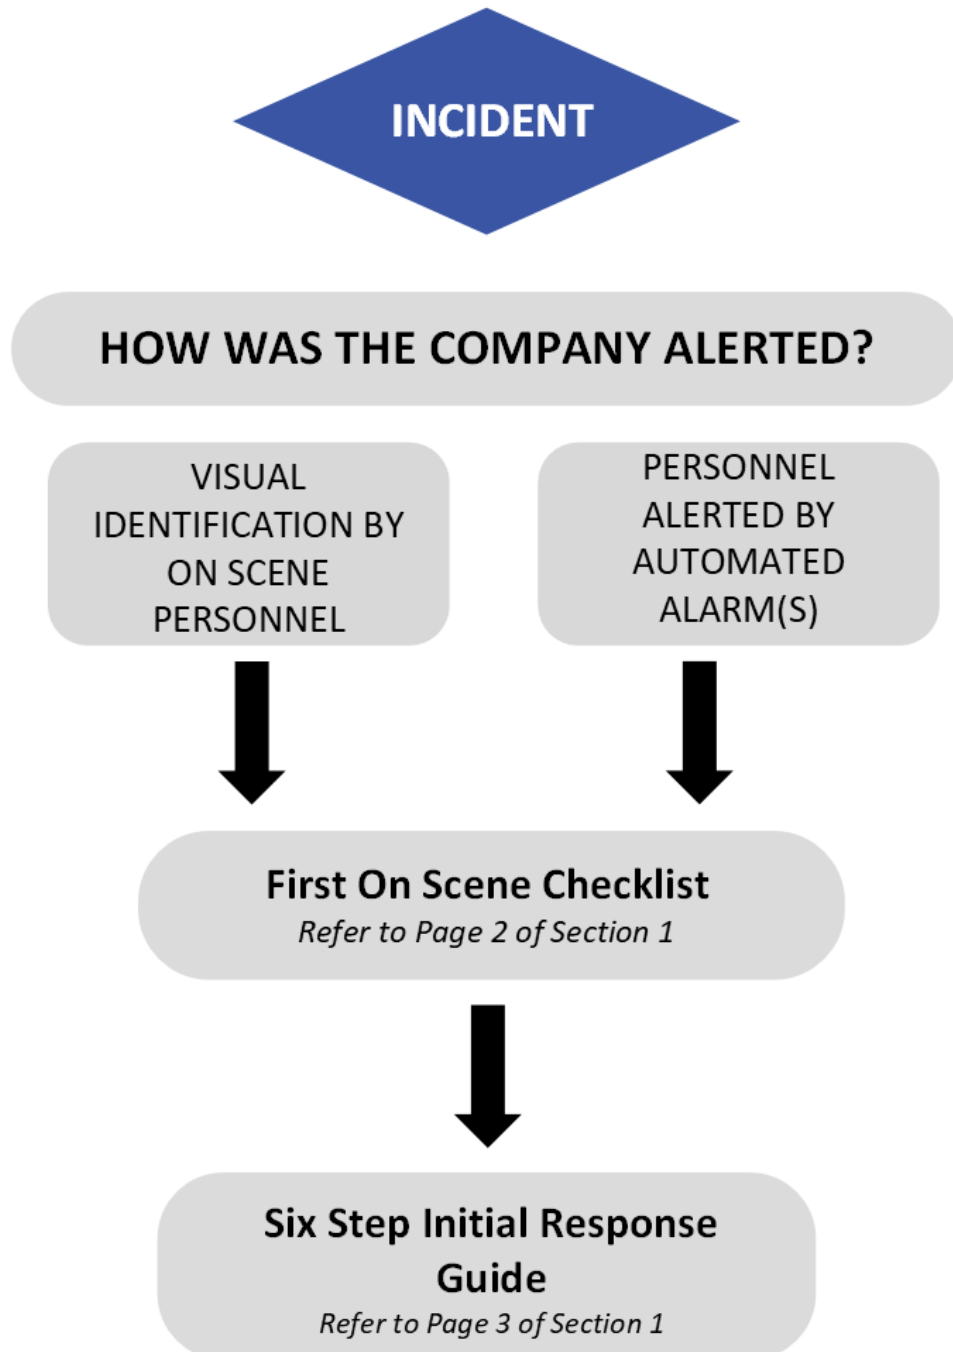 INCIDENT
HOW WAS THE COMPANY ALERTED?
VISUAL
IDENTIFICATION BY
ON SCENE
PERSONNEL
PERSONNEL
ALERTED BY
AUTOMATED
ALARM(S)
First On Scene Checklist
Refer to Page 2 of Section 1
Six Step Initial Response
Guide
Refer to Page 3 of Section 1